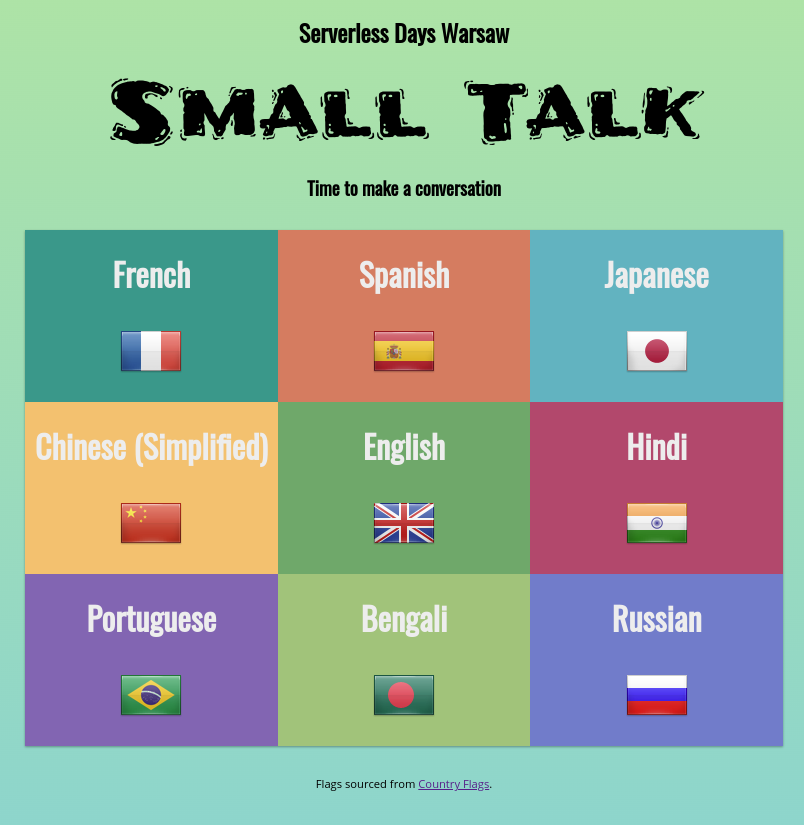 Serverless Days Warsaw
Small Talk
Time to make a conversation
French
Spanish
Japanese
Chinese (Simplified)
English
Hindi
Portuguese
Bengali
Russian
Flags sourced from Country Flags.